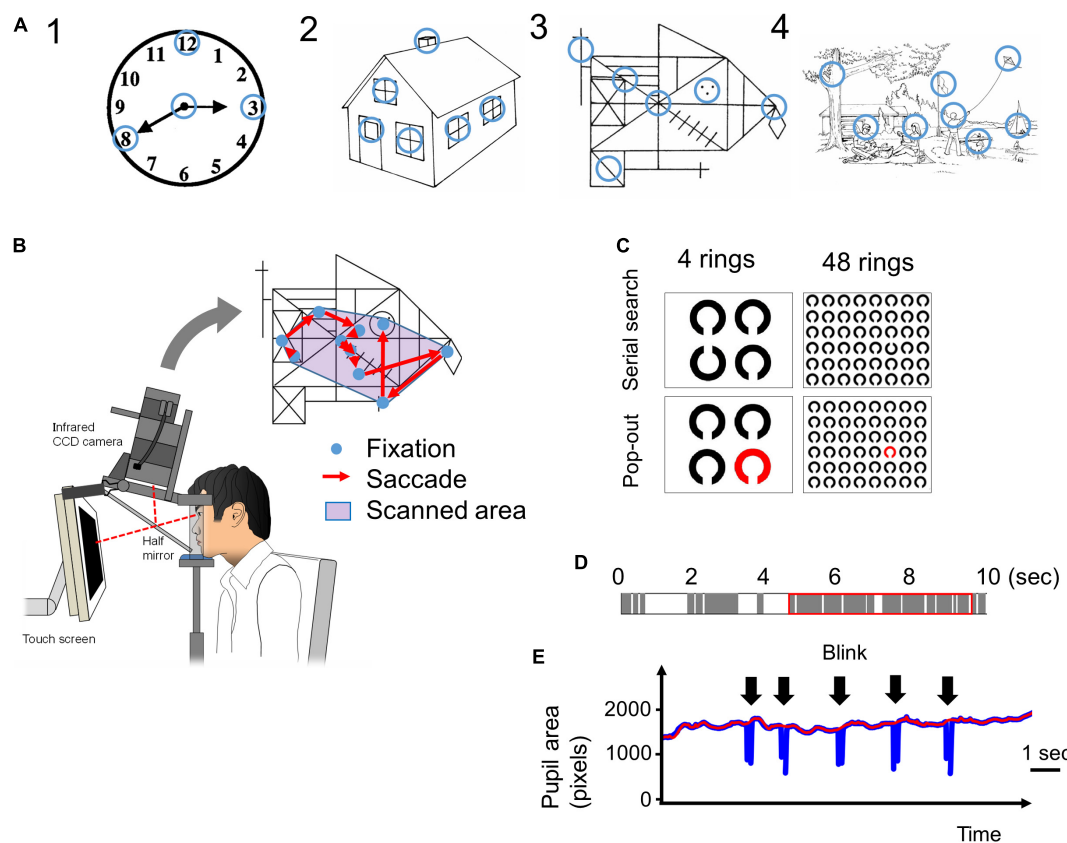 A
1
2
3
4
12
1
2
3
4
5
6
7
8
9
10
11
B
Infrared
CCD camera
Half
mirror
Touch screen
Fixation
Saccade
Scanned area
C
4 rings
48 rings
Serial search
Pop-out
D
0 2 4 6 8 10 (sec)
E
Blink
Pupil area
(pixels)
2000
1000
0
1 sec
Time